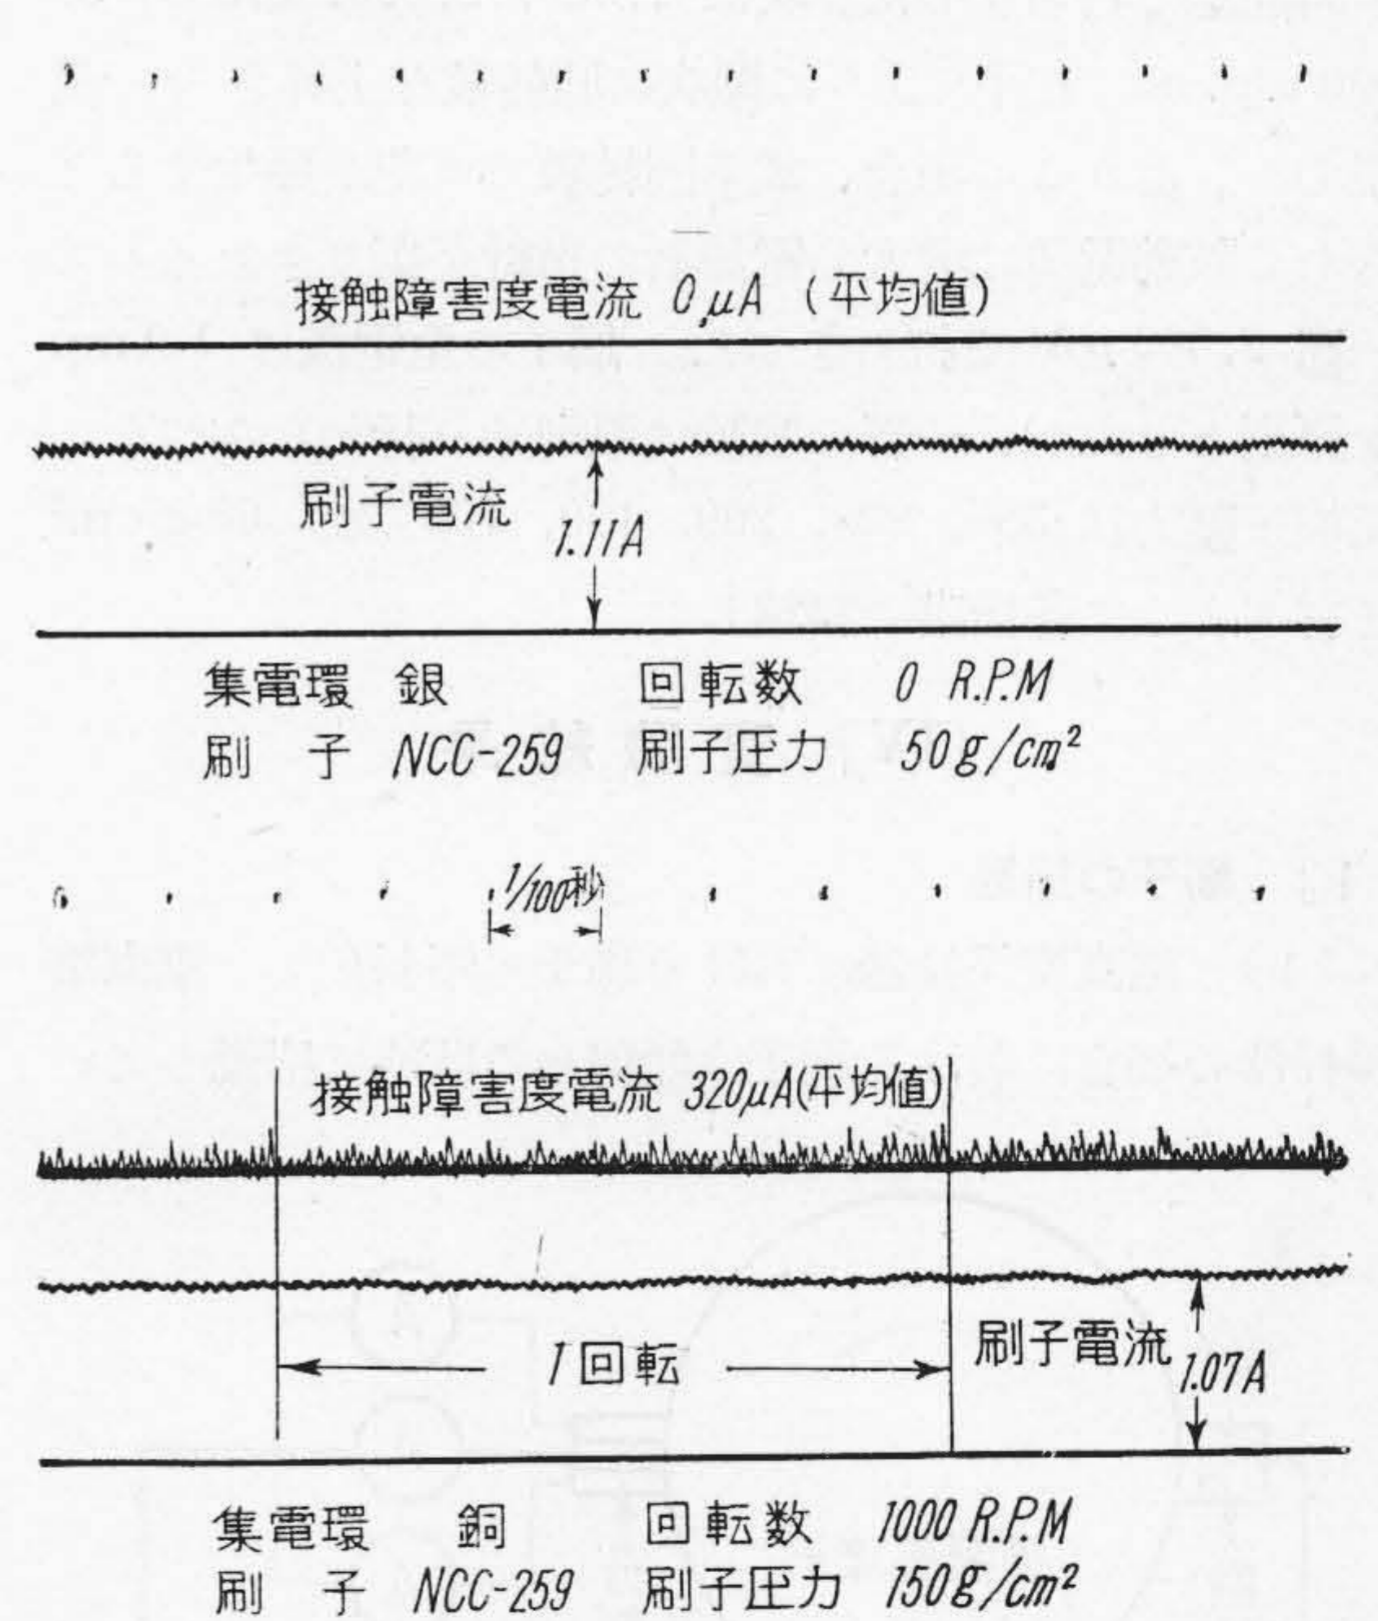 接触障害度電流 0μA (平均値)
刷子電流
1.11A
集電環 銀 回転数 0 R.P.M
刷 子 NCC-259 刷子圧力 50g/cm²
1/100秒
接触障害度電流 320μA(平均値)
1回転
刷子電流
1.07A
集電環 銅 回転数 1000 R.P.M
刷 子 NCC-259 刷子圧力 150g/cm²